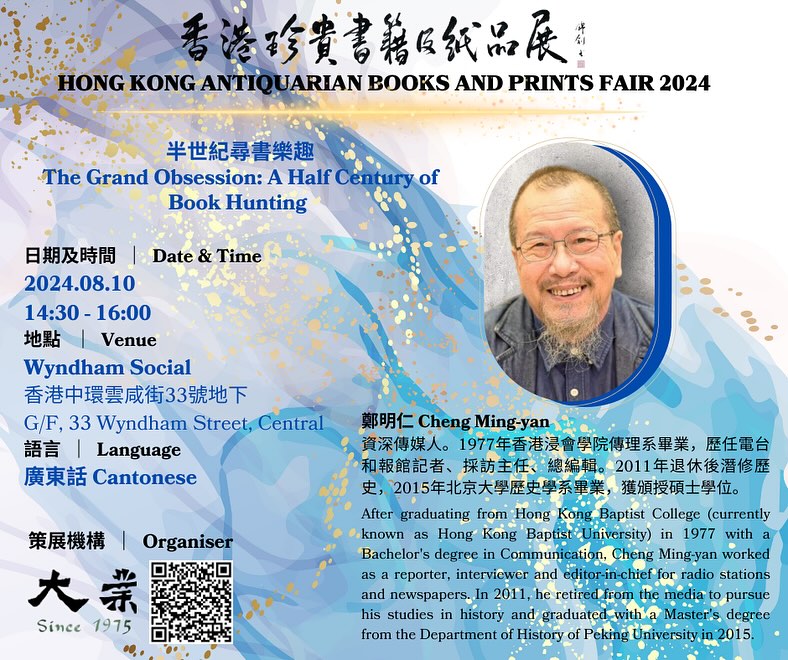 香港珍貴書籍及紙品展
HONG KONG ANTIQUARIAN BOOKS AND PRINTS FAIR 2024
半世紀尋書樂趣
The Grand Obsession: A Half Century of
Book Hunting
日期及時間 | Date & Time
2024.08.10
14:30 - 16:00
地點 | Venue
Wyndham Social
香港中環雲咸街33號地下
G/F, 33 Wyndham Street, Central
語言 | Language
廣東話 Cantonese
策展機構 | Organiser
大業
Since 1975
鄭明仁 Cheng Ming-yan
資深傳媒人。1977年香港浸會學院傳理系畢業，歷任電台
和報館記者、採訪主任、總編輯。2011年退休後潛修歷
史，2015年北京大學歷史學系畢業，獲頒授碩士學位。
After graduating from Hong Kong Baptist College (currently
known as Hong Kong Baptist University) in 1977 with a
Bachelor's degree in Communication, Cheng Ming-yan worked
as a reporter, interviewer and editor-in-chief for radio stations
and newspapers. In 2011, he retired from the media to pursue
his studies in history and graduated with a Master's degree
from the Department of History of Peking University in 2015.